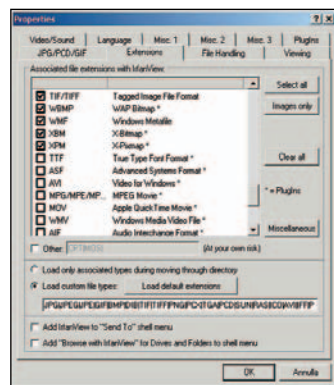 Properties
Video/Sound Language Misc. 1 Misc. 2 Misc. 3 PlugIns
JPG/PCD/GIF Extensions File Handling Viewing
Associated file extensions with IrfanView:
TIF/TIFF Tagged Image File Format
WBMP WAP Bitmap *
WMF Windows Metafile
XBM X-Bitmap *
XPM X-Pixmap *
TTF True Type Font Format *
ASF Advanced Systems Format *
AVI Video for Windows *
MPG/MPE/MP... MPEG Movie *
MOV Apple QuickTime Movie *
WMV Windows Media Video File *
AIF Audio Interchange Format *
Select all
Images only
Clear all
* = PlugIns
Miscellaneous
Other: (At your own risk)
Load only associated types during moving through directory
Load custom file types: Load default extensions
Add IrfanView to "Send To" shell menu
Add "Browse with IrfanView" for Drives and Folders to shell menu
OK Annulla